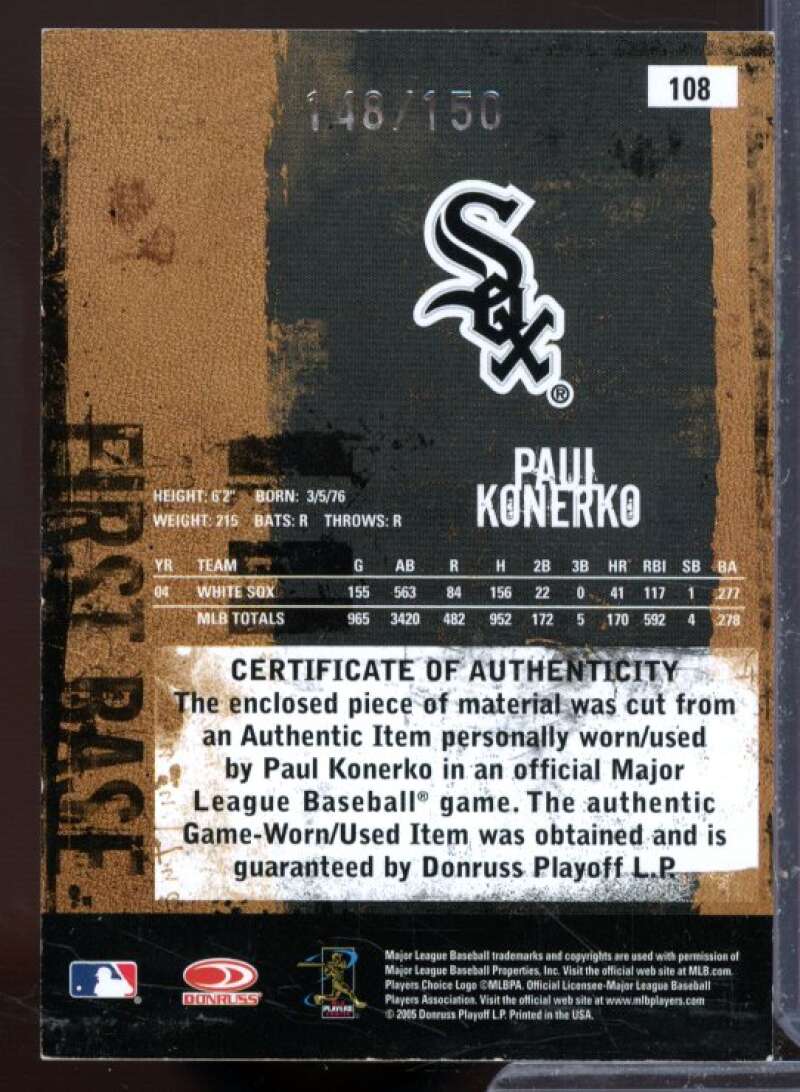 148/150
108
Sox
®
PAUL
KONERKO
HEIGHT: 6'2" BORN: 3/5/76
WEIGHT: 215 BATS: R THROWS: R
YR TEAM G AB R H 2B 3B HR RBI SB BA
04 WHITE SOX 155 563 84 156 22 0 41 117 1 .277
MLB TOTALS 965 3420 482 952 172 5 170 592 4 .278
FIRST BASE
CERTIFICATE OF AUTHENTICITY
The enclosed piece of material was cut from
an Authentic Item personally worn/used
by Paul Konerko in an official Major
League Baseball® game. The authentic
Game-Worn/Used Item was obtained and is
guaranteed by Donruss Playoff L.P.
DONRUSS
PLAYERS
CHOICE
Major League Baseball trademarks and copyrights are used with permission of
Major League Baseball Properties, Inc. Visit the official web site at MLB.com.
Players Choice Logo ©MLBPA. Official Licensee-Major League Baseball
Players Association. Visit the official web site at www.mlbplayers.com
© 2005 Donruss Playoff L.P. Printed in the USA.